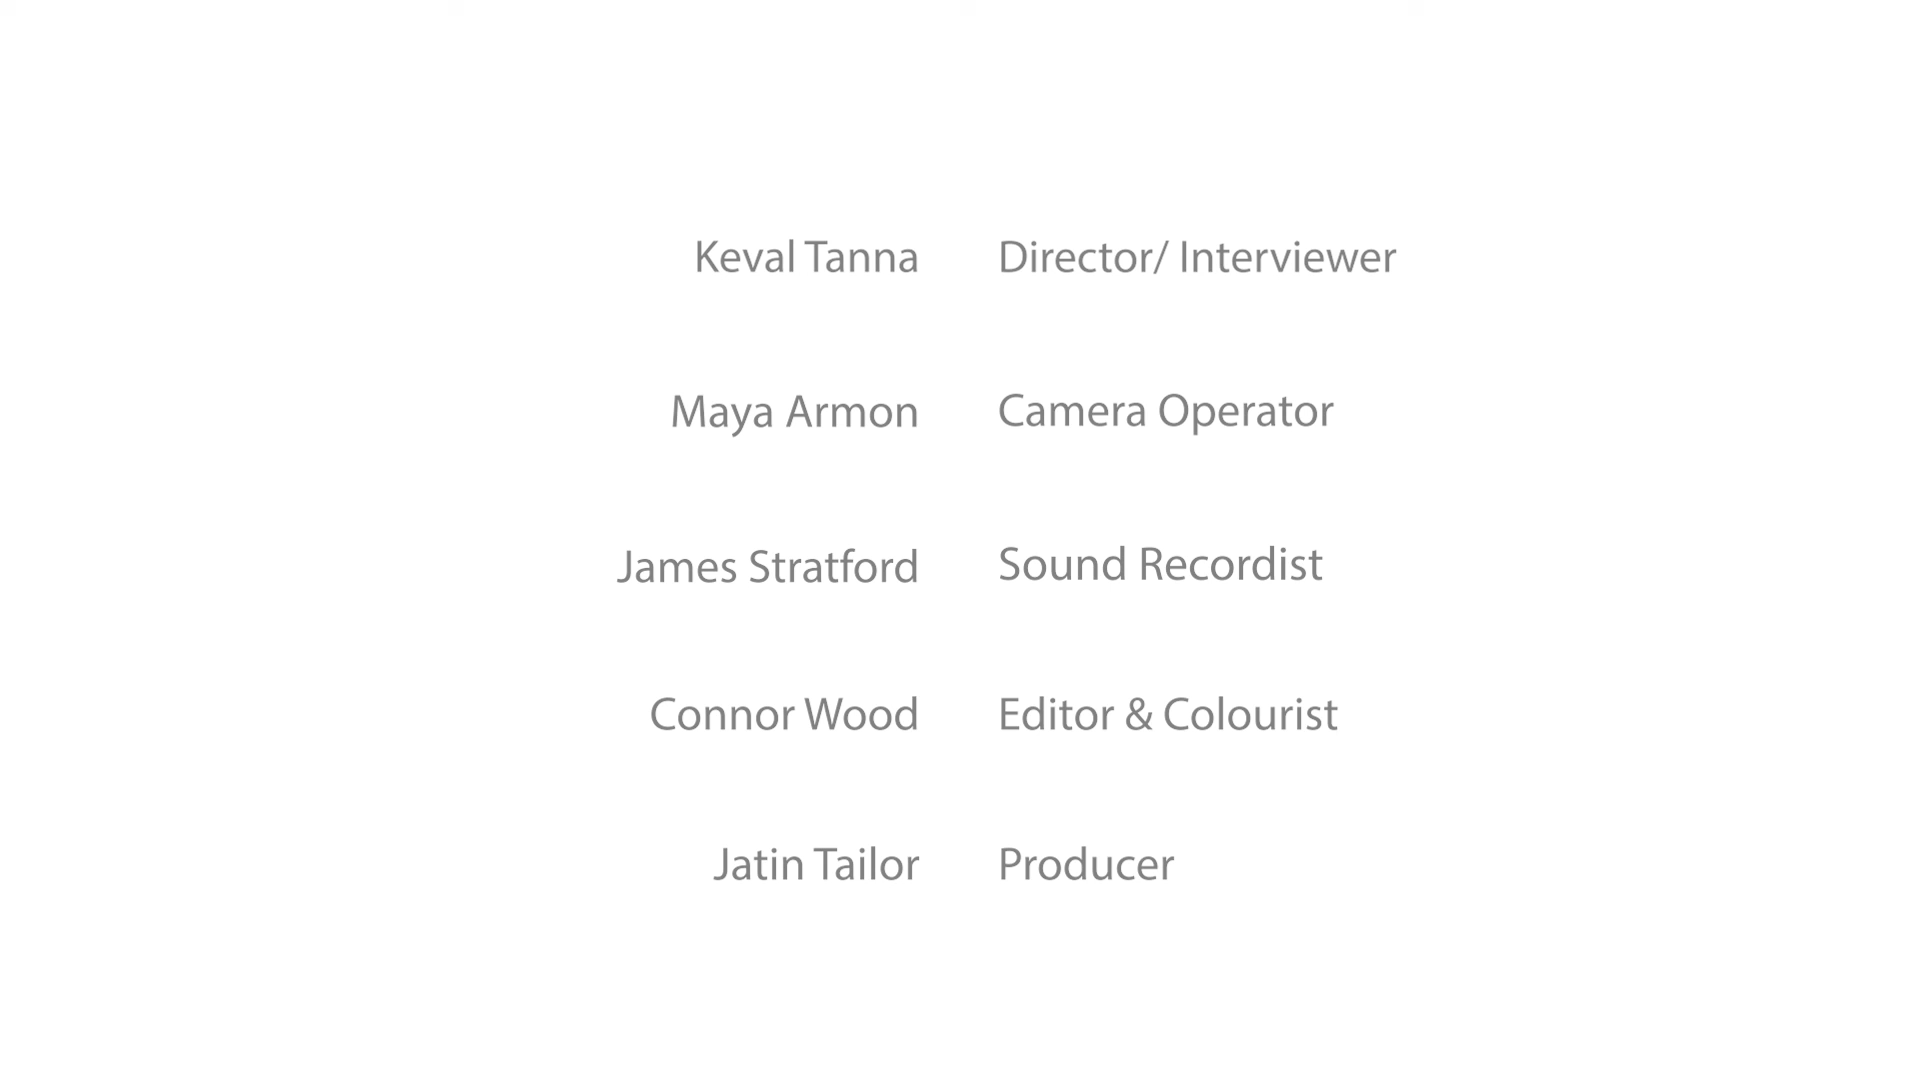 Keval Tanna Director/ Interviewer
Maya Armon Camera Operator
James Stratford Sound Recordist
Connor Wood Editor & Colourist
Jatin Tailor Producer